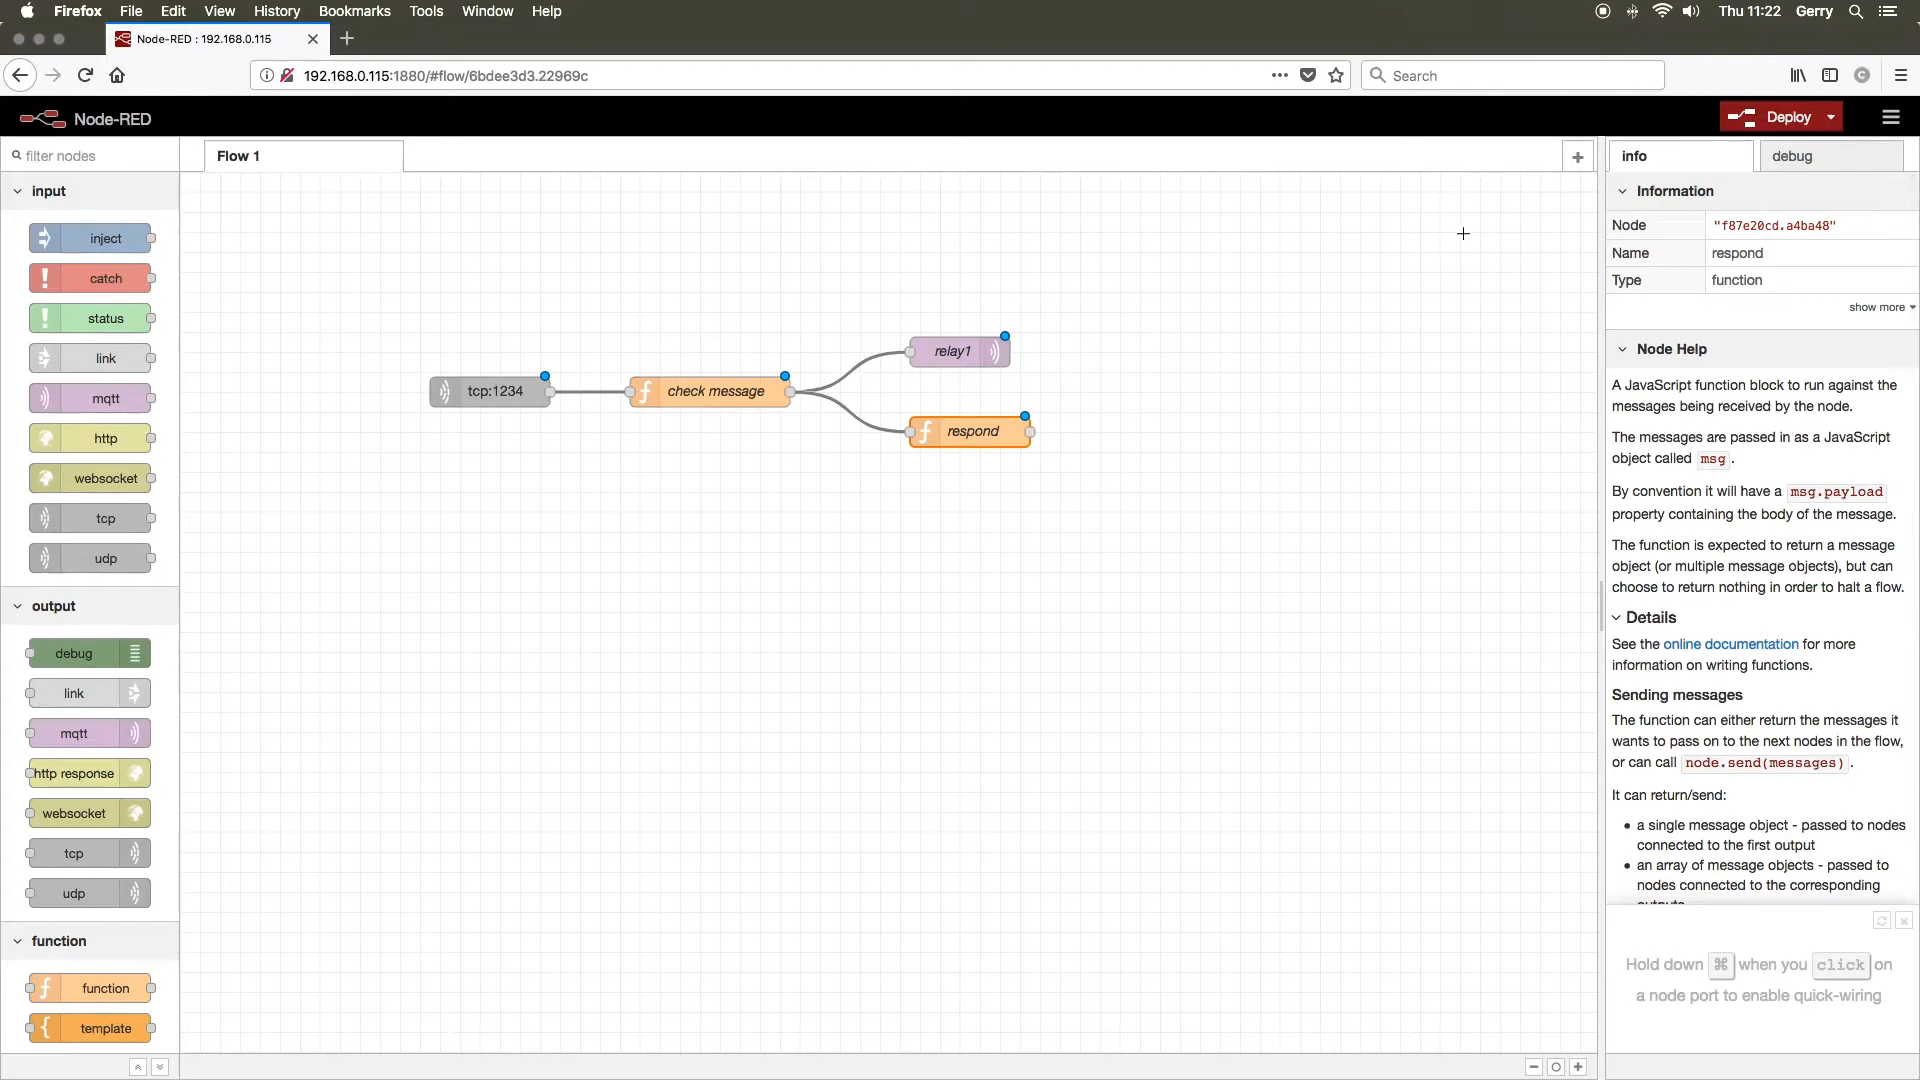 Firefox File Edit View History Bookmarks Tools Window Help Thu 11:22 Gerry
Node-RED : 192.168.0.115
192.168.0.115:1880/#flow/6bdee3d3.22969c
Search
Node-RED
Deploy
filter nodes
Flow 1
info
debug
input
inject
catch
status
link
mqtt
http
websocket
tcp
udp
output
debug
link
mqtt
http response
websocket
tcp
udp
function
function
template
tcp:1234
check message
relay1
respond
Information
Node "f87e20cd.a4ba48"
Name respond
Type function
show more
Node Help
A JavaScript function block to run against the
messages being received by the node.
The messages are passed in as a JavaScript
object called msg .
By convention it will have a msg.payload
property containing the body of the message.
The function is expected to return a message
object (or multiple message objects), but can
choose to return nothing in order to halt a flow.
Details
See the online documentation for more
information on writing functions.
Sending messages
The function can either return the messages it
wants to pass on to the next nodes in the flow,
or can call node.send(messages) .
It can return/send:
• a single message object - passed to nodes
connected to the first output
• an array of message objects - passed to
nodes connected to the corresponding
outputs
Hold down ⌘ when you click on
a node port to enable quick-wiring